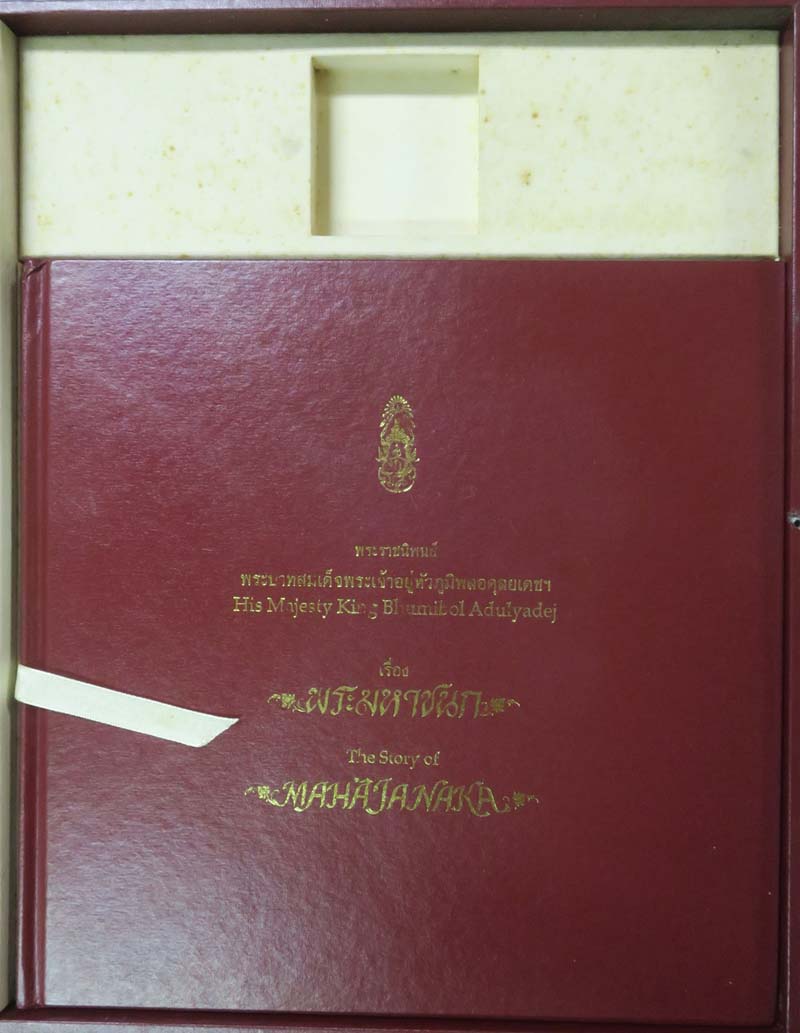 พระราชนิพนธ์
พระบาทสมเด็จพระเจ้าอยู่หัวภูมิพลอดุลยเดชฯ
His Majesty King Bhumibol Adulyadej
เรื่อง
พระมหาชนก
The Story of
MAHAJANAKA